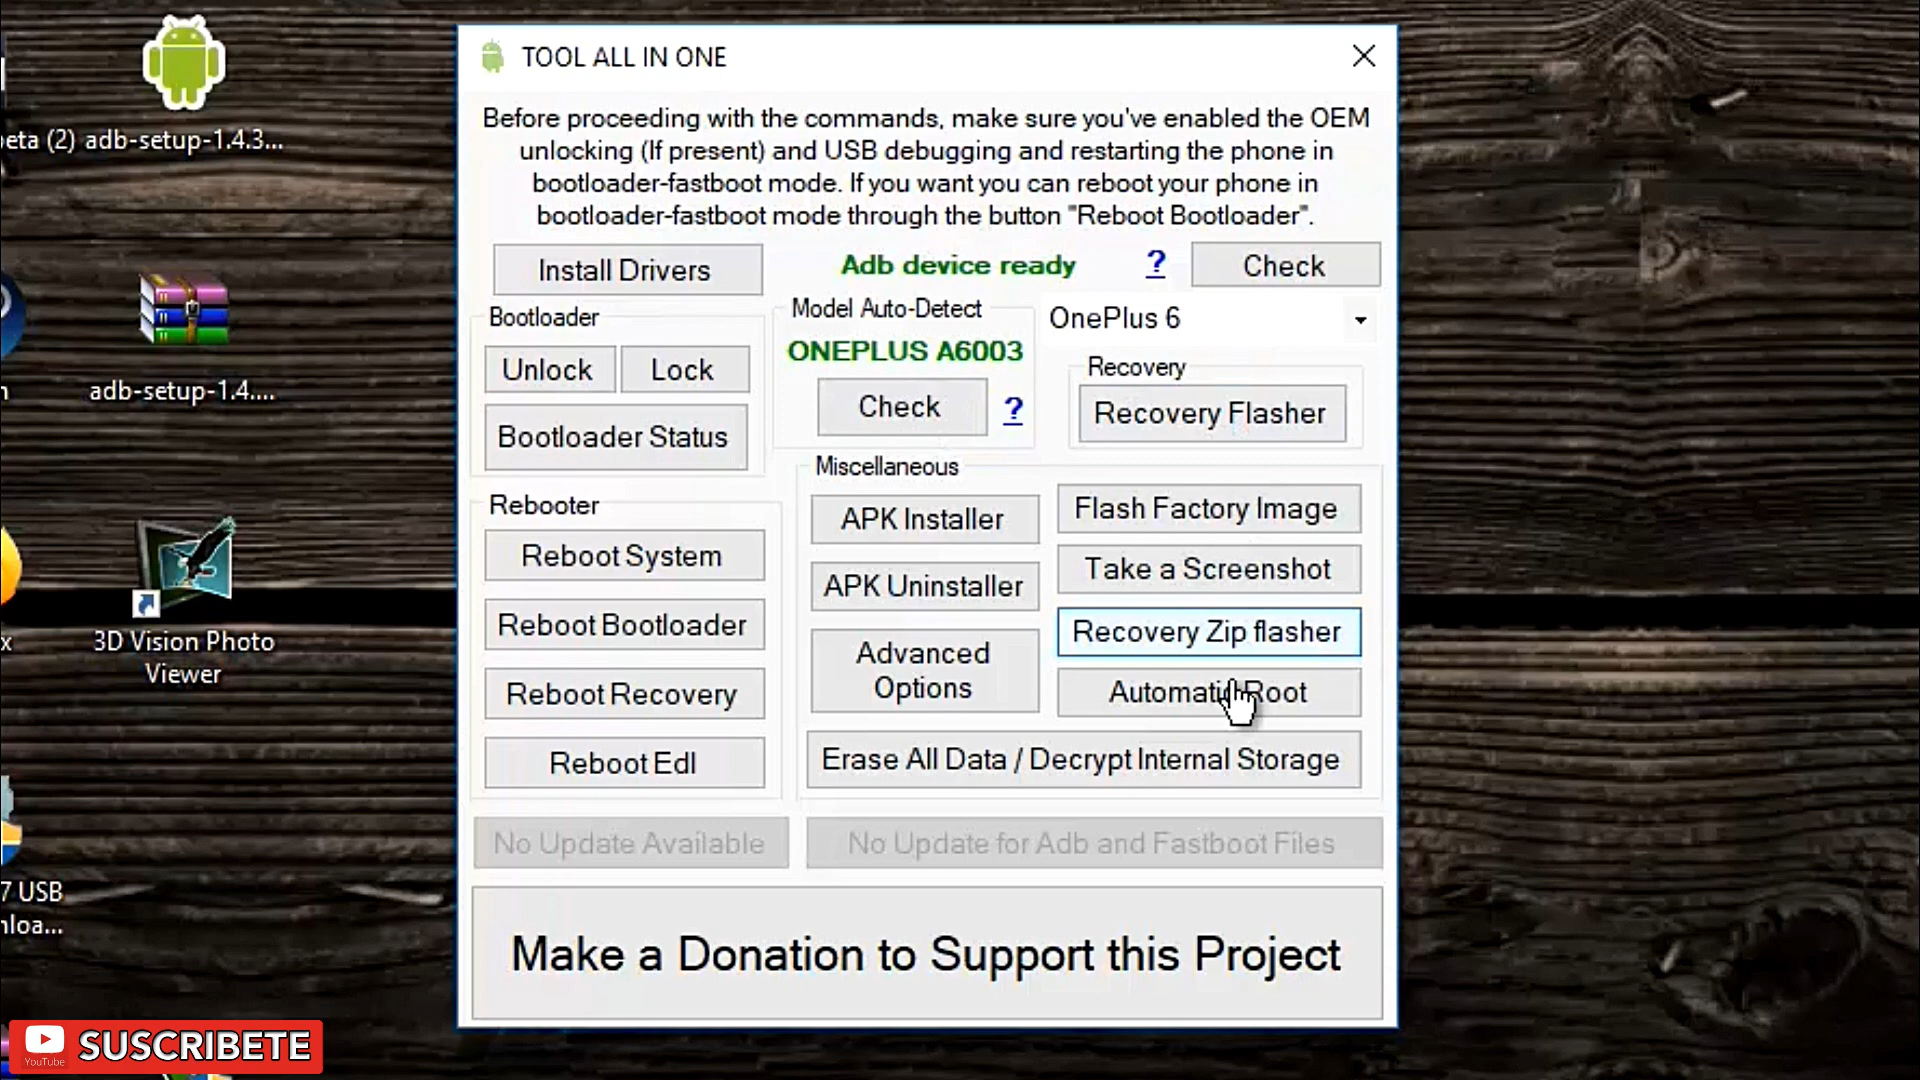 TOOL ALL IN ONE
Before proceeding with the commands, make sure you've enabled the OEM
unlocking (If present) and USB debugging and restarting the phone in
bootloader-fastboot mode. If you want you can reboot your phone in
bootloader-fastboot mode through the button "Reboot Bootloader".
Install Drivers
Adb device ready
?
Check
Bootloader
Unlock
Lock
Bootloader Status
Model Auto-Detect
ONEPLUS A6003
Check
?
OnePlus 6
Recovery
Recovery Flasher
Rebooter
Reboot System
Reboot Bootloader
Reboot Recovery
Reboot Edl
Miscellaneous
APK Installer
APK Uninstaller
Advanced
Options
Flash Factory Image
Take a Screenshot
Recovery Zip flasher
Automatic Root
Erase All Data / Decrypt Internal Storage
No Update Available
No Update for Adb and Fastboot Files
Make a Donation to Support this Project
(2)
adb-setup-1.4.3...
adb-setup-1.4....
3D Vision Photo
Viewer
7 USB
YouTube
SUSCRIBETE